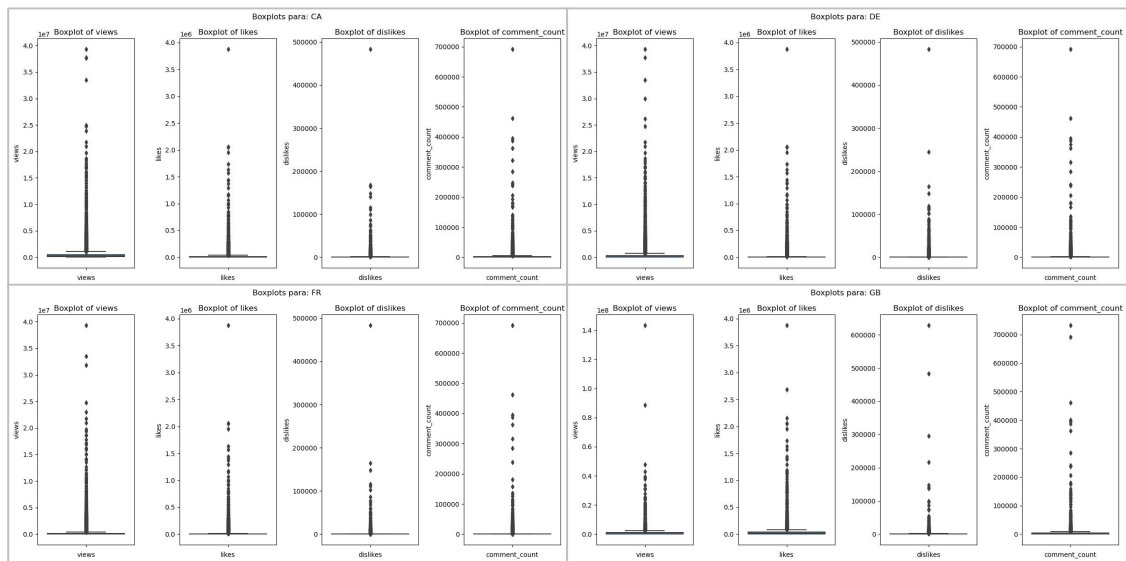 Boxplots para: CA
1e7 Boxplot of views
4.0
3.5
3.0
2.5
2.0
1.5
1.0
0.5
0.0
views
views
1e6 Boxplot of likes
4.0
3.5
3.0
2.5
2.0
1.5
1.0
0.5
0.0
likes
likes
Boxplot of dislikes
500000
400000
300000
200000
100000
0
dislikes
dislikes
Boxplot of comment_count
700000
600000
500000
400000
300000
200000
100000
0
comment_count
comment_count
Boxplots para: DE
1e7 Boxplot of views
4.0
3.5
3.0
2.5
2.0
1.5
1.0
0.5
0.0
views
views
1e6 Boxplot of likes
4.0
3.5
3.0
2.5
2.0
1.5
1.0
0.5
0.0
likes
likes
Boxplot of dislikes
500000
400000
300000
200000
100000
0
dislikes
dislikes
Boxplot of comment_count
700000
600000
500000
400000
300000
200000
100000
0
comment_count
comment_count
Boxplots para: FR
1e7 Boxplot of views
4.0
3.5
3.0
2.5
2.0
1.5
1.0
0.5
0.0
views
views
1e6 Boxplot of likes
4.0
3.5
3.0
2.5
2.0
1.5
1.0
0.5
0.0
likes
likes
Boxplot of dislikes
500000
400000
300000
200000
100000
0
dislikes
dislikes
Boxplot of comment_count
700000
600000
500000
400000
300000
200000
100000
0
comment_count
comment_count
Boxplots para: GB
1e8 Boxplot of views
1.4
1.2
1.0
0.8
0.6
0.4
0.2
0.0
views
views
1e6 Boxplot of likes
4.0
3.5
3.0
2.5
2.0
1.5
1.0
0.5
0.0
likes
likes
Boxplot of dislikes
600000
500000
400000
300000
200000
100000
0
dislikes
dislikes
Boxplot of comment_count
700000
600000
500000
400000
300000
200000
100000
0
comment_count
comment_count